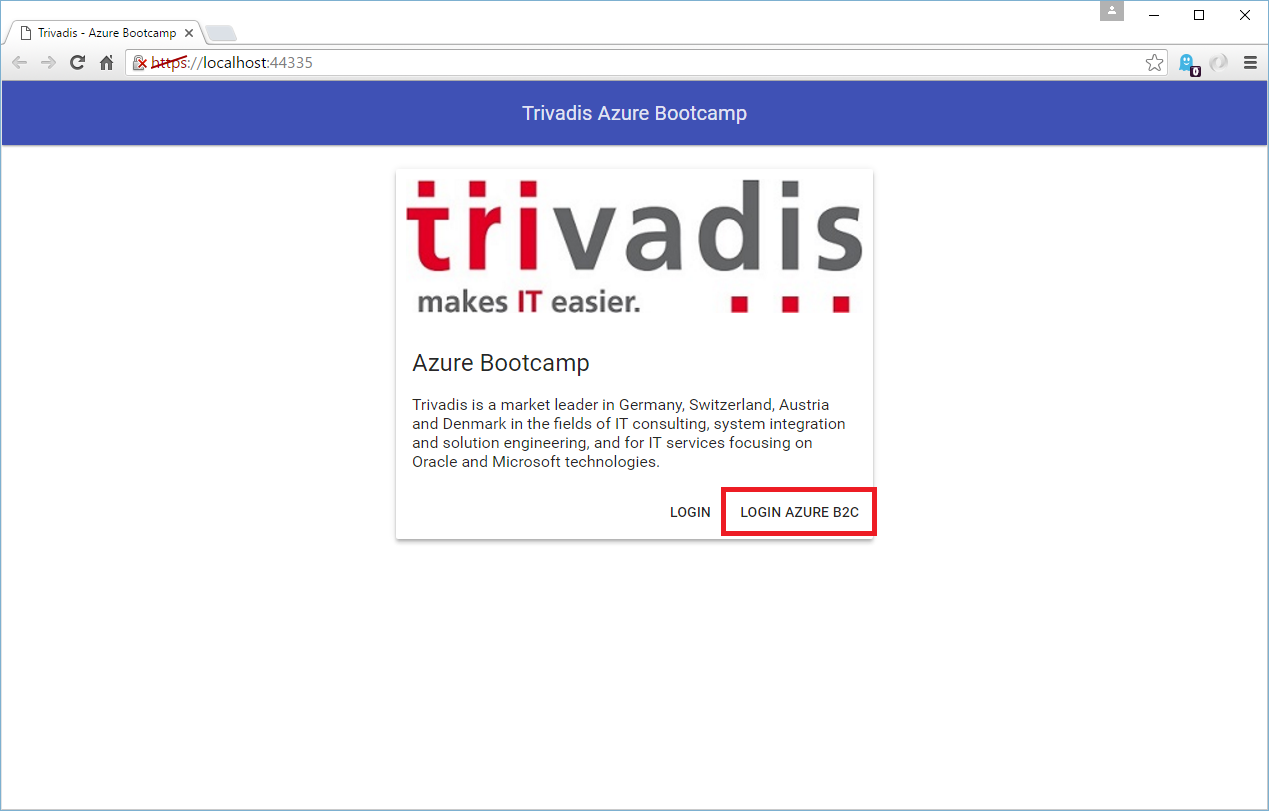 Trivadis - Azure Bootcamp
https://localhost:44335
0
Trivadis Azure Bootcamp
trivadis
makes IT easier.
Azure Bootcamp
Trivadis is a market leader in Germany, Switzerland, Austria
and Denmark in the fields of IT consulting, system integration
and solution engineering, and for IT services focusing on
Oracle and Microsoft technologies.
LOGIN LOGIN AZURE B2C